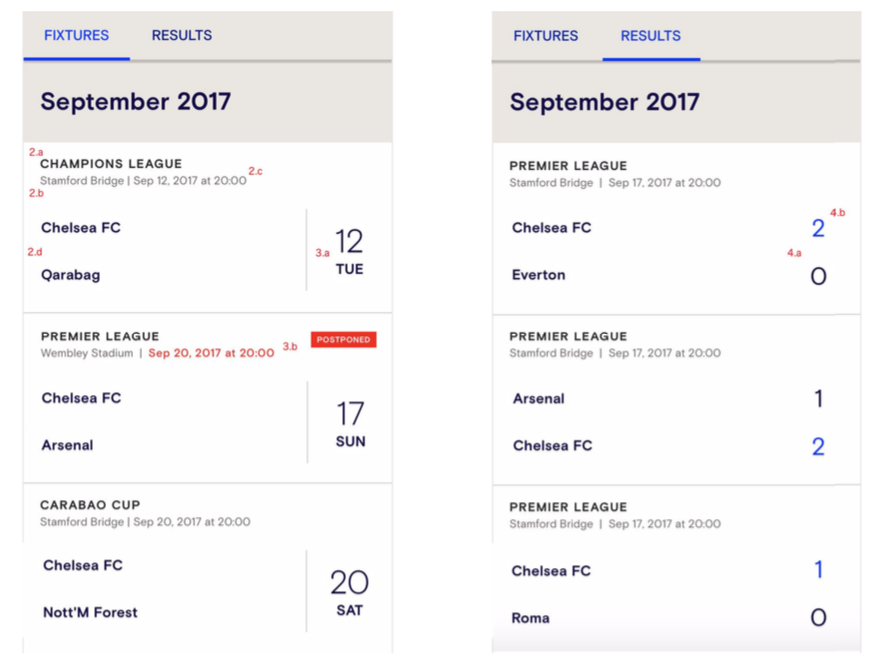 FIXTURES RESULTS
September 2017
2.a
CHAMPIONS LEAGUE
Stamford Bridge | Sep 12, 2017 at 20:00 2.c
2.b
Chelsea FC
2.d
Qarabag
3.a
12
TUE
PREMIER LEAGUE
Wembley Stadium | Sep 20, 2017 at 20:00 3.b
POSTPONED
Chelsea FC
Arsenal
17
SUN
CARABAO CUP
Stamford Bridge | Sep 20, 2017 at 20:00
Chelsea FC
Nott'M Forest
20
SAT
FIXTURES RESULTS
September 2017
PREMIER LEAGUE
Stamford Bridge | Sep 17, 2017 at 20:00
Chelsea FC 2 4.b
4.a
Everton 0
PREMIER LEAGUE
Stamford Bridge | Sep 17, 2017 at 20:00
Arsenal 1
Chelsea FC 2
PREMIER LEAGUE
Stamford Bridge | Sep 17, 2017 at 20:00
Chelsea FC 1
Roma 0